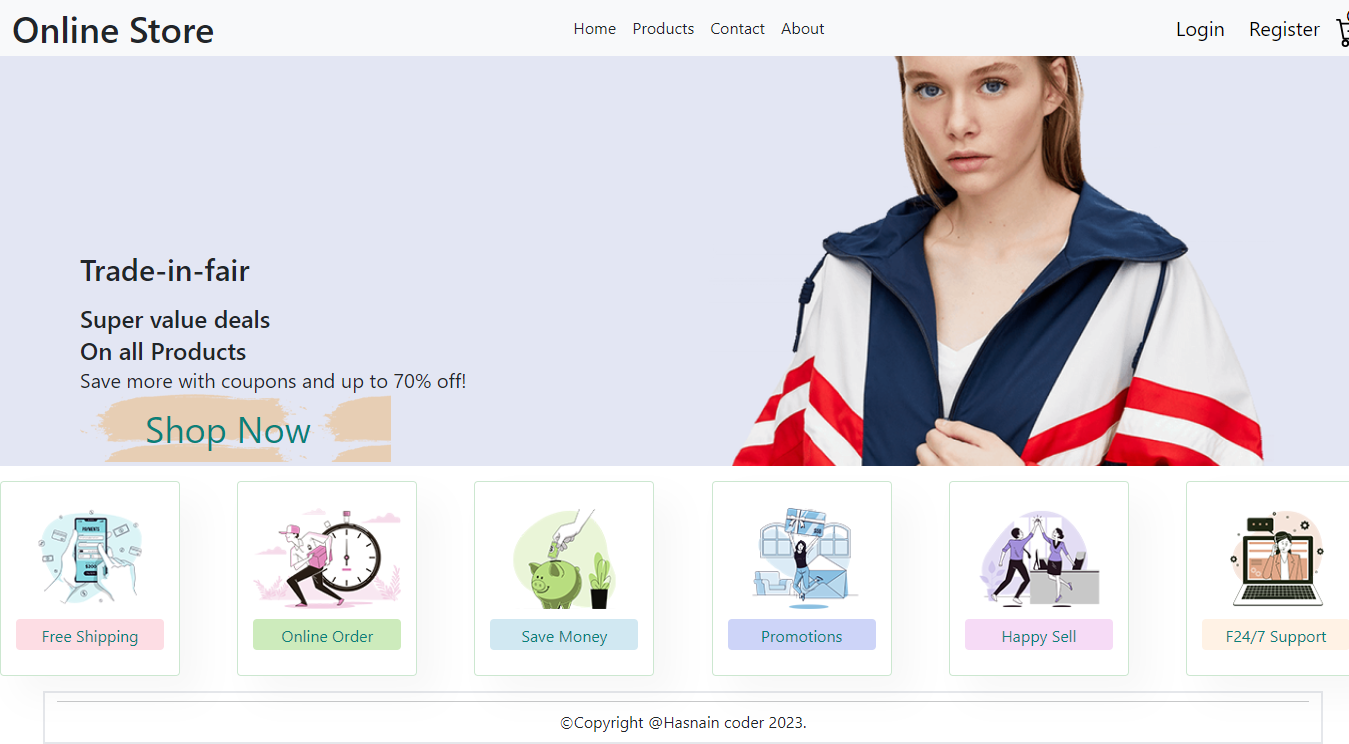 Online Store
Home Products Contact About
Login Register
Trade-in-fair
Super value deals
On all Products
Save more with coupons and up to 70% off!
Shop Now
PAYMENTS
$200
Free Shipping
Online Order
Save Money
Promotions
Happy Sell
F24/7 Support
©Copyright @Hasnain coder 2023.